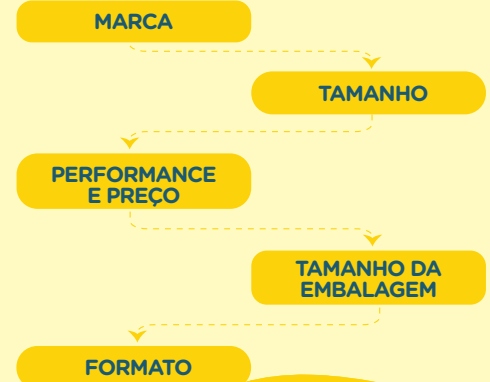 MARCA
TAMANHO
PERFORMANCE
E PREÇO
TAMANHO DA
EMBALAGEM
FORMATO